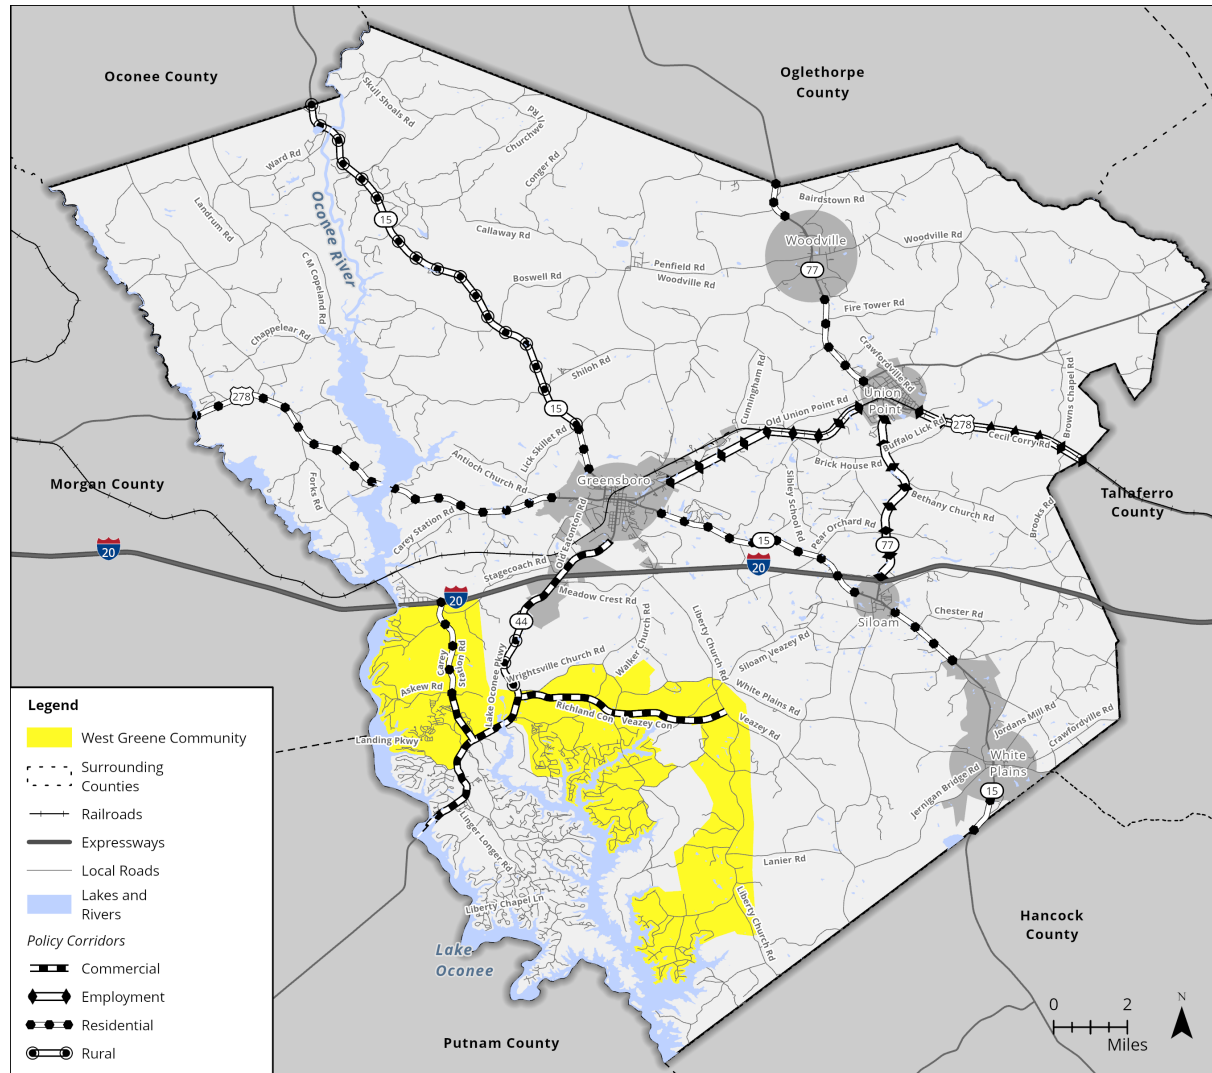 Oconee County
Oglethorpe
County
Skull Shoals Rd
Churchwell Rd
Conger Rd
Ward Rd
Oconee River
Landrum Rd
15
Callaway Rd
Bairdstown Rd
Woodville
Woodville Rd
77
Penfield Rd
Woodville Rd
Boswell Rd
C M Copeland Rd
Fire Tower Rd
Chappelear Rd
Crawfordville Rd
Shiloh Rd
Cunningham Rd
Browns Chapel Rd
278
15
Union
Point
Old Union Point Rd
278
Cecil Corry Rd
Buffalo Lick Rd
Lick Skillet Rd
Antioch Church Rd
Brick House Rd
Greensboro
Morgan County
Forks Rd
Sibley School Rd
Bethany Church Rd
Tallaferro
County
Brooks Rd
Carey Station Rd
Old Eatonton Rd
Pear Orchard Rd
15
77
20
20
Stagecoach Rd
20
Meadow Crest Rd
Siloam
Chester Rd
44
Liberty Church Rd
Walker Church Rd
Siloam Veazey Rd
Wrightsville Church Rd
Carey
Station Rd
Lake Oconee Pkwy
Askew Rd
White Plains Rd
Richland Con
Veazey Con
Veazey Rd
Jordans Mill Rd
Crawfordville Rd
Landing Pkwy
White
Plains
Jernigan Bridge Rd
15
Linger Longer Rd
Lanier Rd
Liberty Church Rd
Liberty Chapel Ln
Lake
Oconee
Hancock
County
Putnam County
Legend
West Greene Community
Surrounding
Counties
Railroads
Expressways
Local Roads
Lakes and
Rivers
Policy Corridors
Commercial
Employment
Residential
Rural
0 2
Miles
N